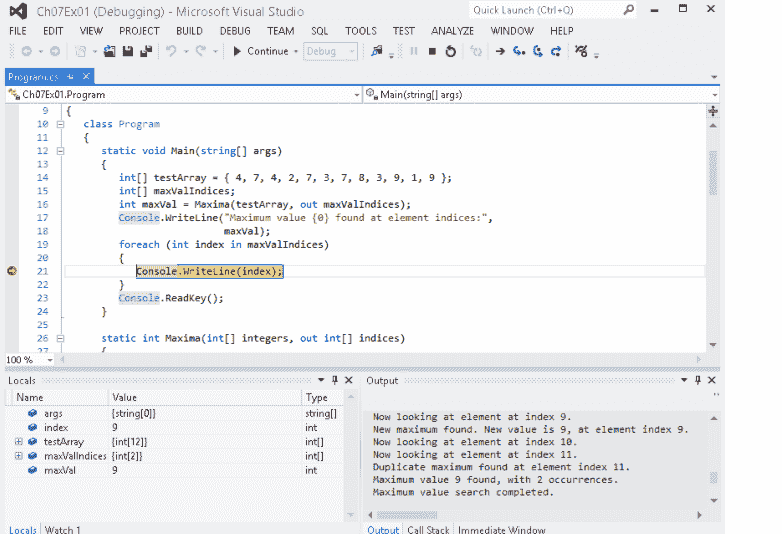 Ch07Ex01 (Debugging) - Microsoft Visual Studio
Quick Launch (Ctrl+Q)
FILE EDIT VIEW PROJECT BUILD DEBUG TEAM SQL TOOLS TEST ANALYZE WINDOW HELP
Continue Debug
Program.cs
Ch07Ex01.Program Main(string[] args)
9 {
10 class Program
11 {
12 static void Main(string[] args)
13 {
14 int[] testArray = { 4, 7, 4, 2, 7, 3, 7, 8, 3, 9, 1, 9 };
15 int[] maxValIndices;
16 int maxVal = Maxima(testArray, out maxValIndices);
17 Console.WriteLine("Maximum value {0} found at element indices:",
18 maxVal);
19 foreach (int index in maxValIndices)
20 {
21 Console.WriteLine(index);
22 }
23 Console.ReadKey();
24 }
25
26 static int Maxima(int[] integers, out int[] indices)
27 {
100 %
Locals
Name Value Type
args {string[0]} string[]
index 9 int
testArray {int[12]} int[]
maxValIndices {int[2]} int[]
maxVal 9 int
Locals Watch 1
Output
Now looking at element at index 9.
New maximum found. New value is 9, at element index 9.
Now looking at element at index 10.
Now looking at element at index 11.
Duplicate maximum found at element index 11.
Maximum value 9 found, with 2 occurrences.
Maximum value search completed.
Output Call Stack Immediate Window